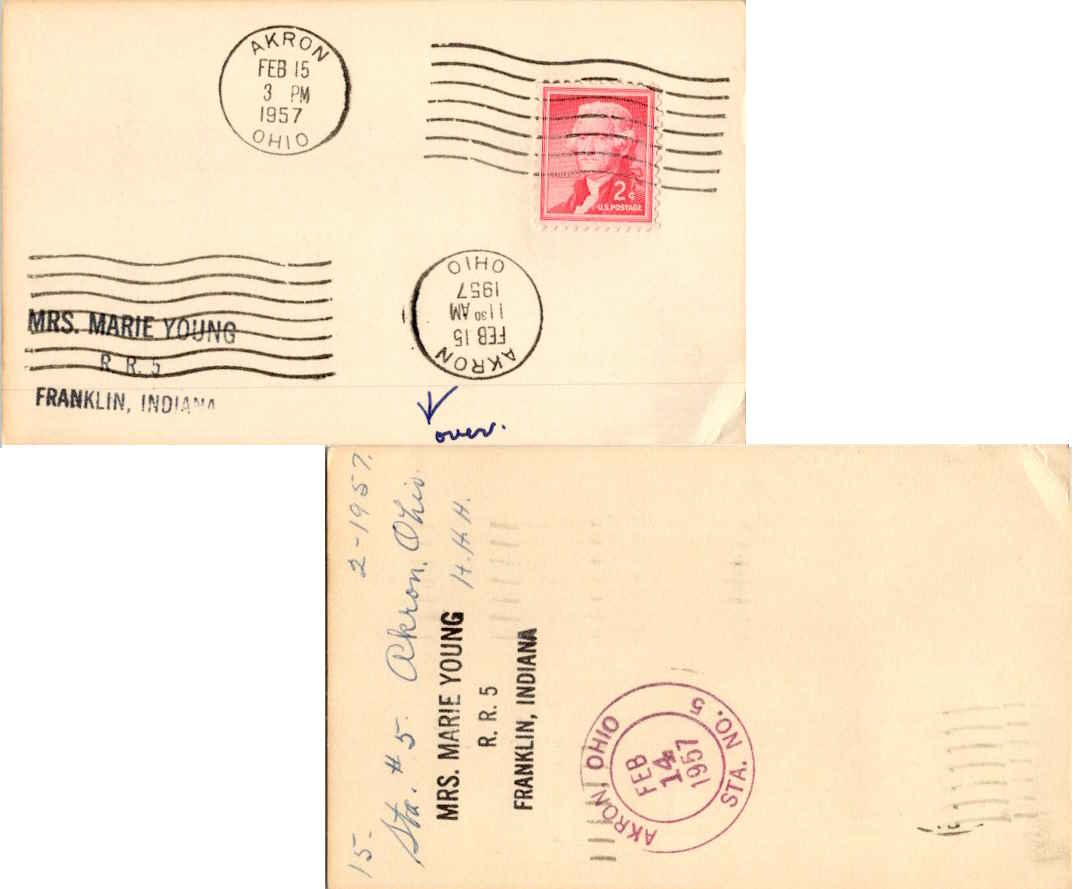 AKRON
FEB 15
3 PM
1957
OHIO
2¢
U.S. POSTAGE
AKRON
FEB 15
11 30 AM
1957
OHIO
MRS. MARIE YOUNG
R. R. 5
FRANKLIN, INDIANA
over.
15- 2-1957.
Sta. #5. Akron, Ohio.
H.H.H.
MRS. MARIE YOUNG
R. R. 5
FRANKLIN, INDIANA
AKRON, OHIO
FEB
14
1957
STA. NO. 5